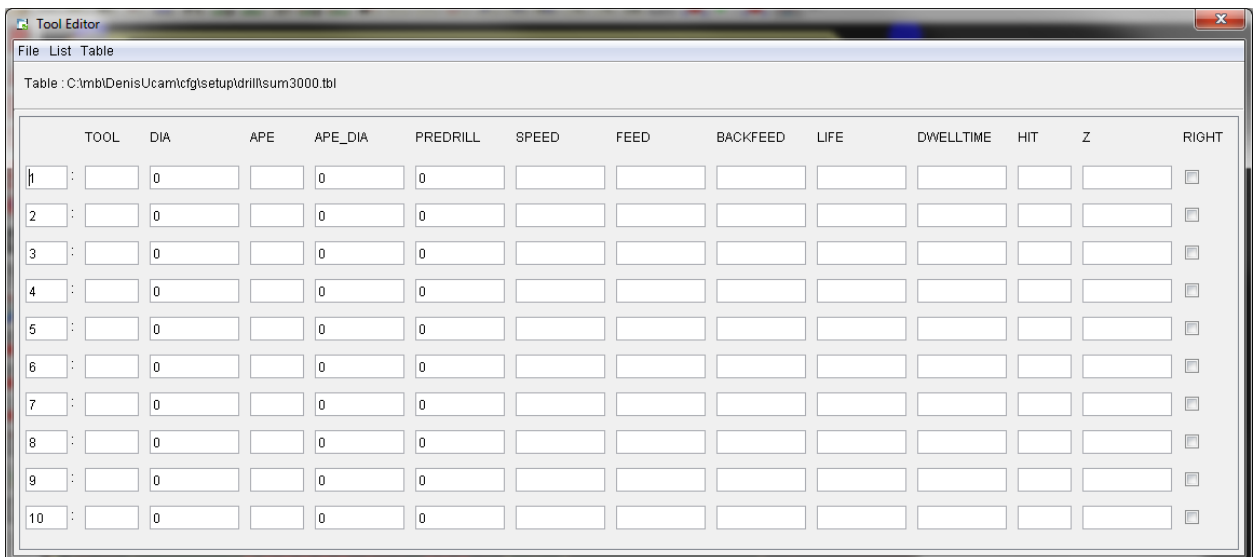 Tool Editor
File List Table
Table : C:\mb\DenisUcam\cfg\setup\drill\sum3000.tbl
TOOL DIA APE APE_DIA PREDRILL SPEED FEED BACKFEED LIFE DWELLTIME HIT Z RIGHT
1 : 0 0 0
2 : 0 0 0
3 : 0 0 0
4 : 0 0 0
5 : 0 0 0
6 : 0 0 0
7 : 0 0 0
8 : 0 0 0
9 : 0 0 0
10 : 0 0 0